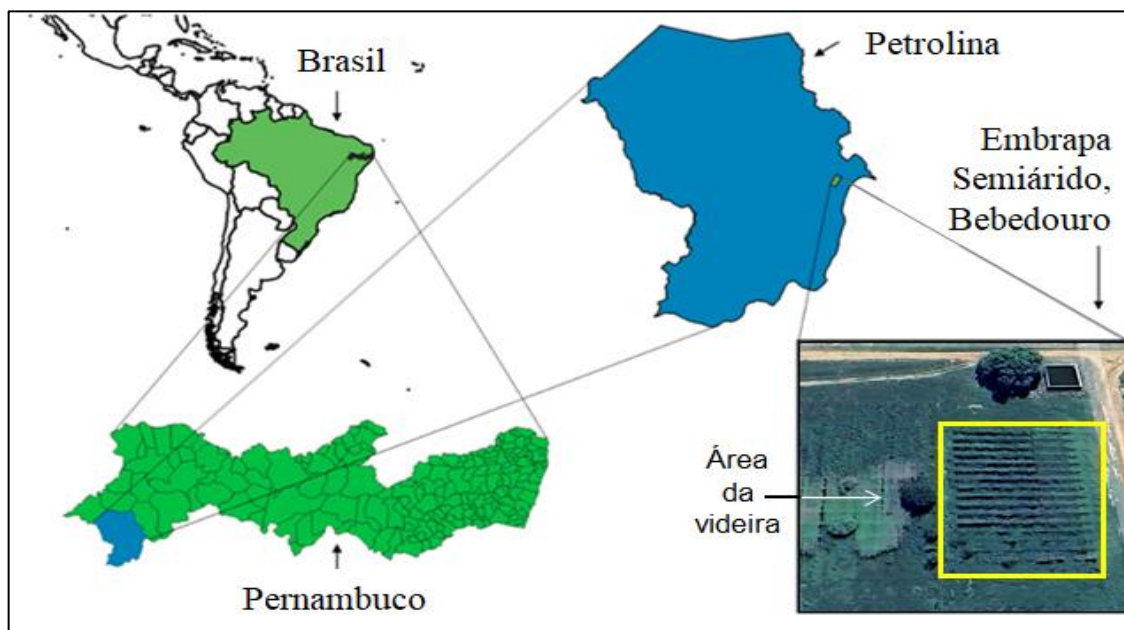 Brasil
Petrolina
Embrapa
Semiárido,
Bebedouro
Área
da
videira
Pernambuco